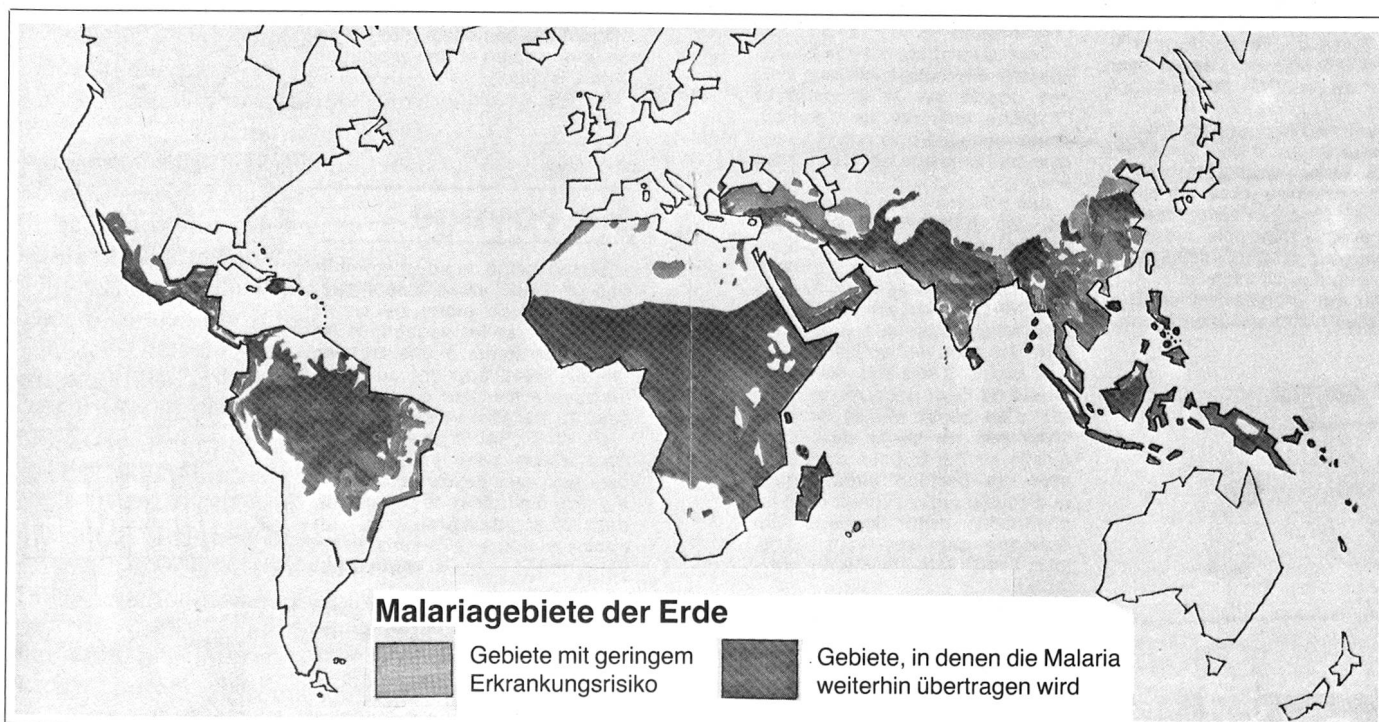 Malariagebiete der Erde
Gebiete mit geringem
Erkrankungsrisiko
Gebiete, in denen die Malaria
weiterhin übertragen wird